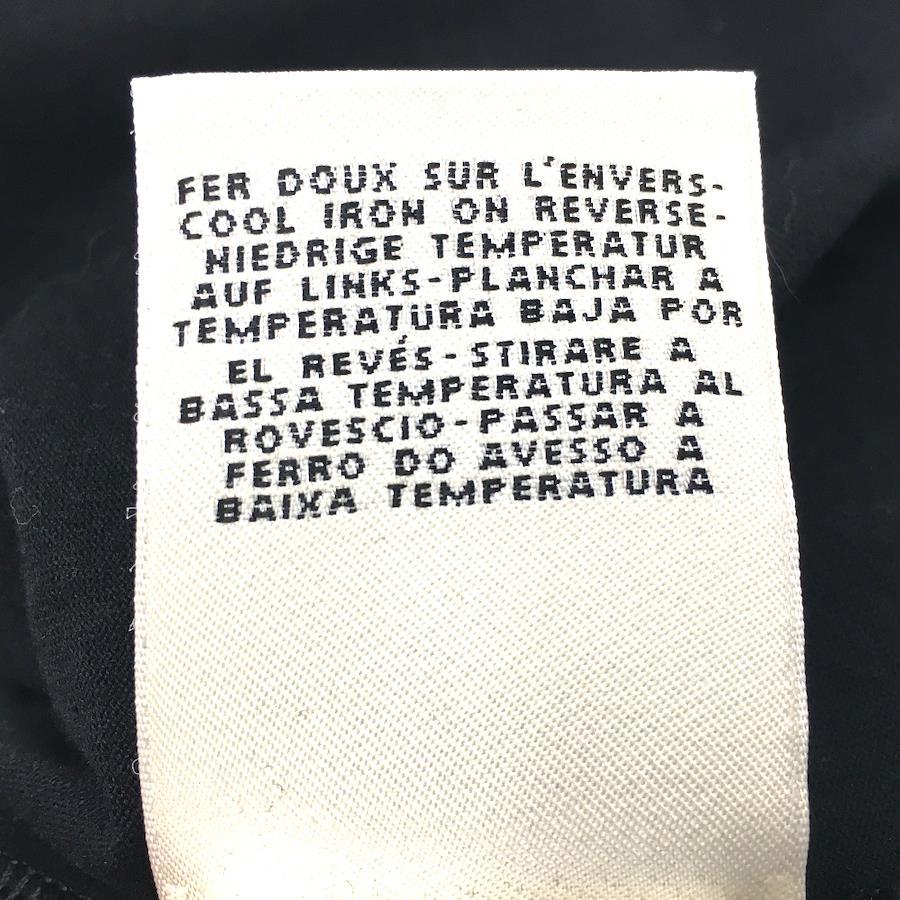 FER DOUX SUR L'ENVERS-
COOL IRON ON REVERSE-
NIEDRIGE TEMPERATUR
AUF LINKS-PLANCHAR A
TEMPERATURA BAJA POR
EL REVÉS-STIRARE A
BASSA TEMPERATURA AL
ROVESCIO-PASSAR A
FERRO DO AVESSO A
BAIXA TEMPERATURA